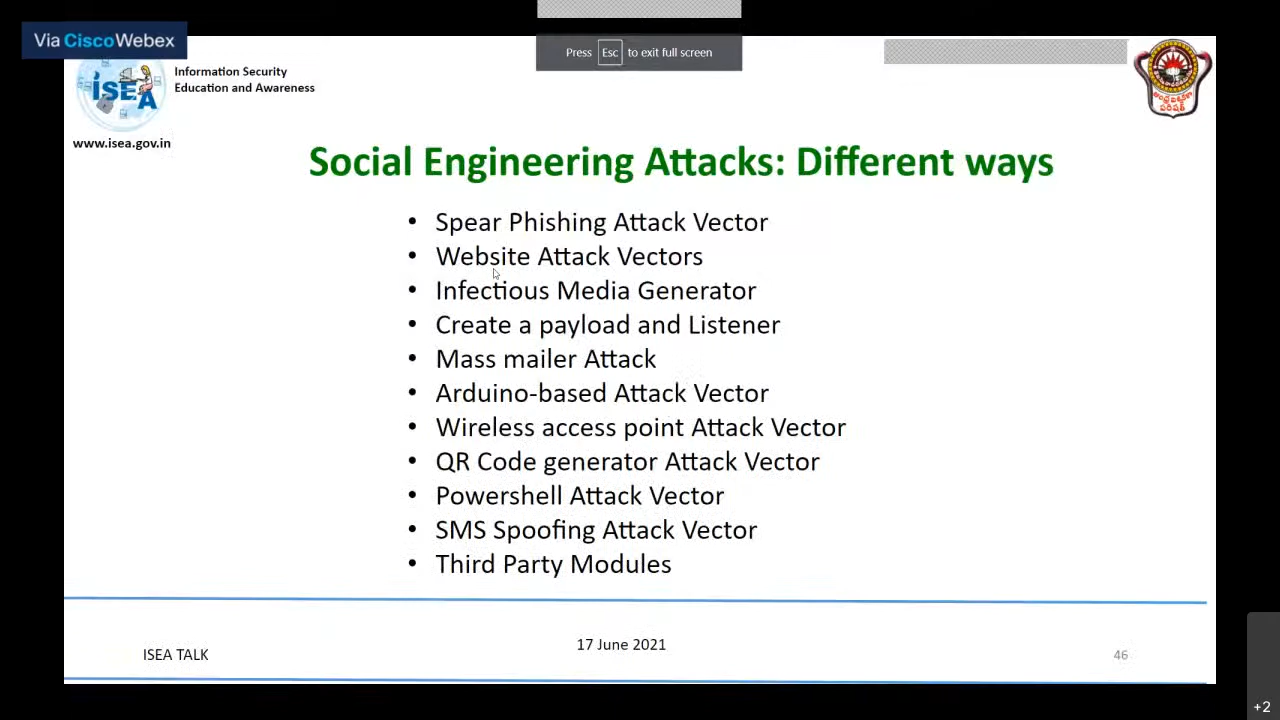 Via Cisco Webex
Press Esc to exit full screen
iSEA
Information Security
Education and Awareness
www.isea.gov.in
Social Engineering Attacks: Different ways
• Spear Phishing Attack Vector
• Website Attack Vectors
• Infectious Media Generator
• Create a payload and Listener
• Mass mailer Attack
• Arduino-based Attack Vector
• Wireless access point Attack Vector
• QR Code generator Attack Vector
• Powershell Attack Vector
• SMS Spoofing Attack Vector
• Third Party Modules
ISEA TALK
17 June 2021
46
+2